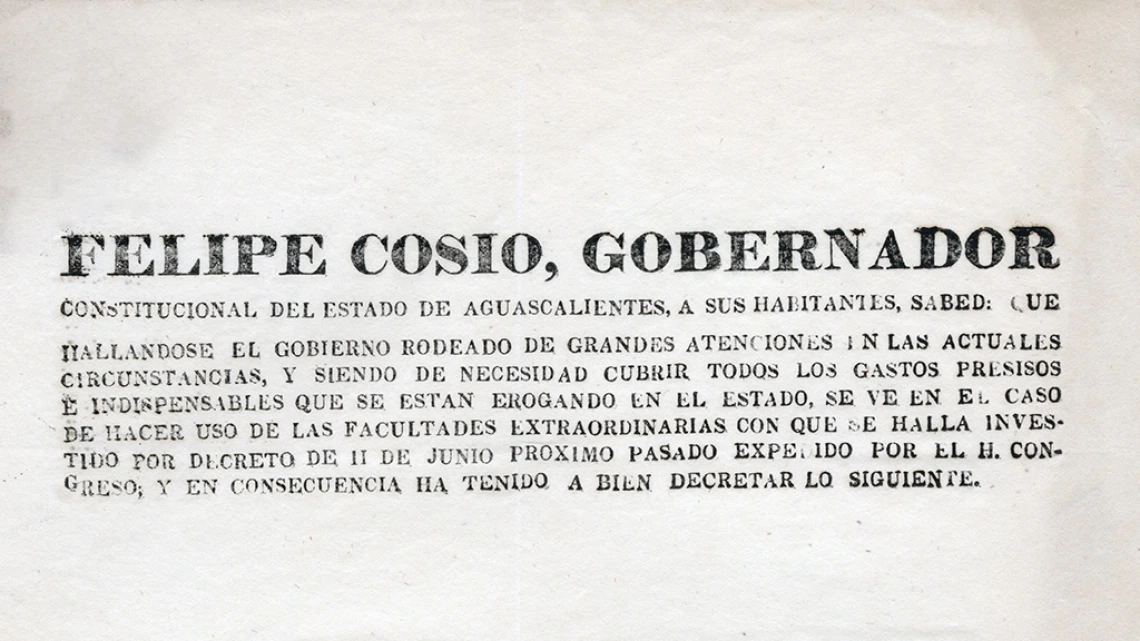 FELIPE COSIO, GOBERNADOR
CONSTITUCIONAL DEL ESTADO DE AGUASCALIENTES, A SUS HABITANTES, SABED: QUE
HALLANDOSE EL GOBIERNO RODEADO DE GRANDES ATENCIONES EN LAS ACTUALES
CIRCUNSTANCIAS, Y SIENDO DE NECESIDAD CUBRIR TODOS LOS GASTOS PRESISOS
E INDISPENSABLES QUE SE ESTAN EROGANDO EN EL ESTADO, SE VE EN EL CASO
DE HACER USO DE LAS FACULTADES EXTRAORDINARIAS CON QUE SE HALLA INVES-
TIDO POR DECRETO DE 11 DE JUNIO PROXIMO PASADO EXPEDIDO POR EL H. CON-
GRESO; Y EN CONSECUENCIA HA TENIDO A BIEN DECRETAR LO SIGUIENTE.